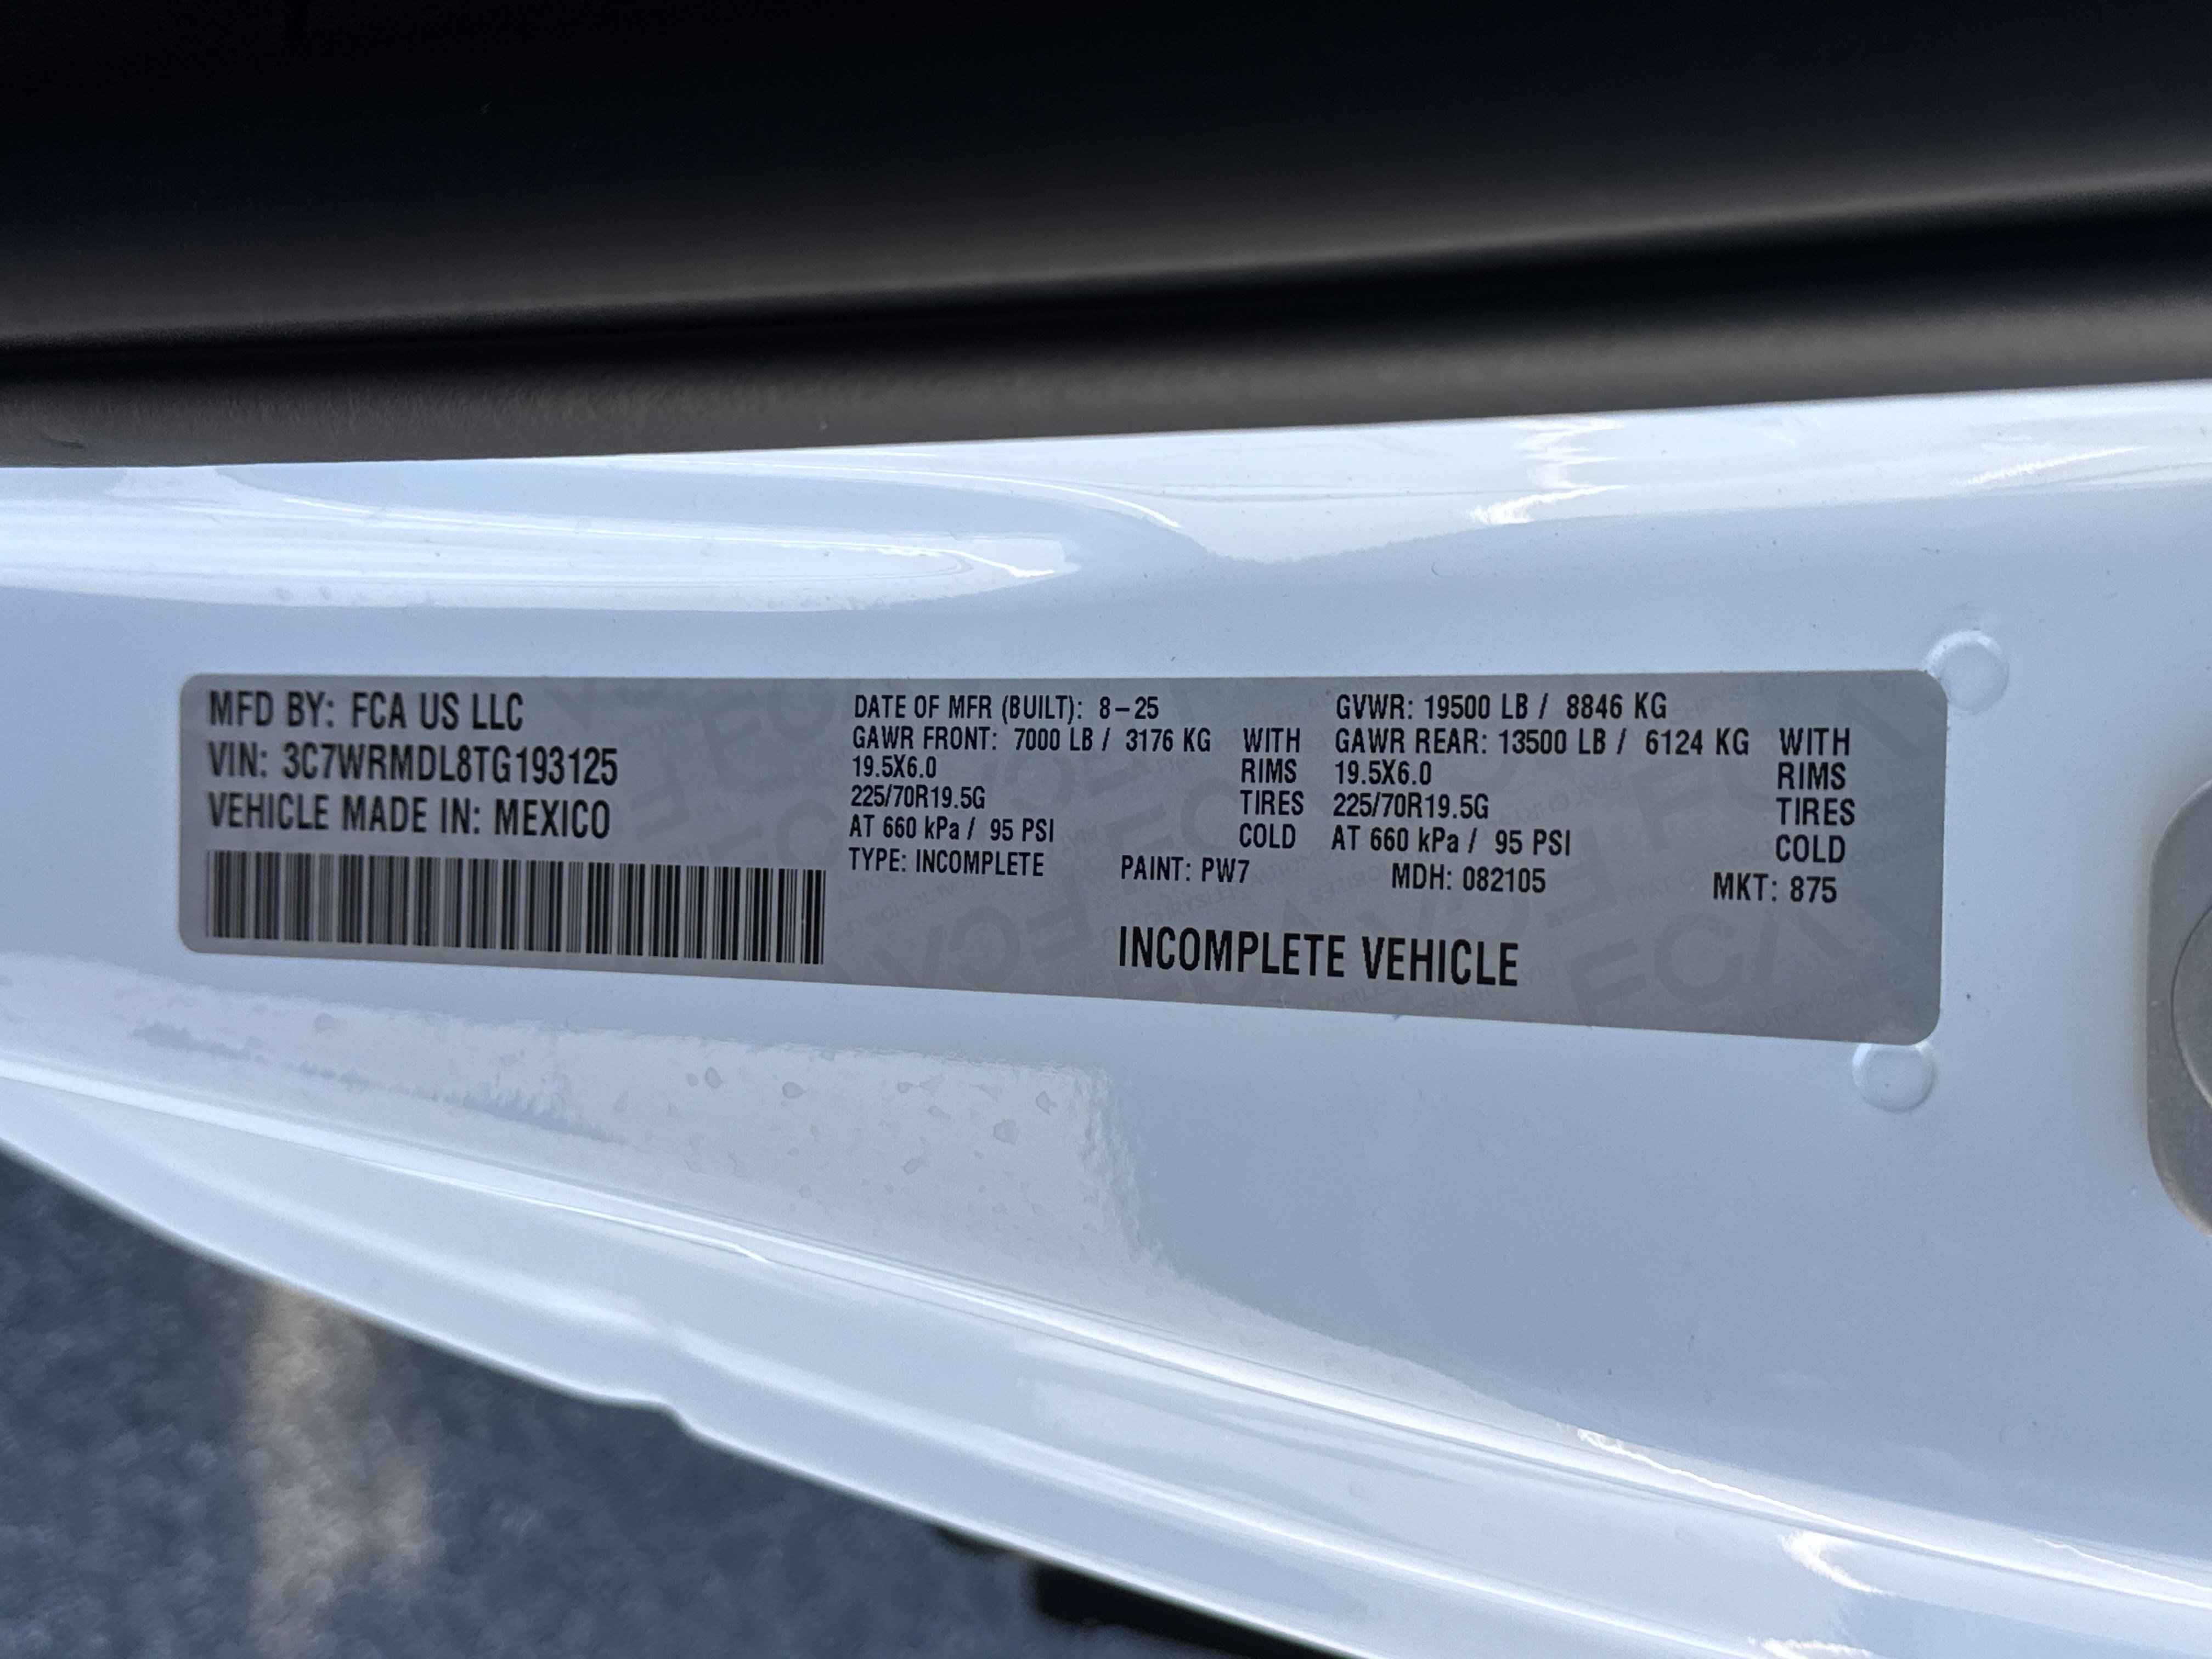 MFD BY: FCA US LLC
VIN: 3C7WRMDL8TG193125
VEHICLE MADE IN: MEXICO
DATE OF MFR (BUILT): 8-25
GAWR FRONT: 7000 LB / 3176 KG WITH
19.5X6.0 RIMS
225/70R19.5G TIRES
AT 660 kPa / 95 PSI COLD
TYPE: INCOMPLETE
GVWR: 19500 LB / 8846 KG
GAWR REAR: 13500 LB / 6124 KG WITH
19.5X6.0 RIMS
225/70R19.5G TIRES
AT 660 kPa / 95 PSI COLD
PAINT: PW7 MDH: 082105 MKT: 875
INCOMPLETE VEHICLE